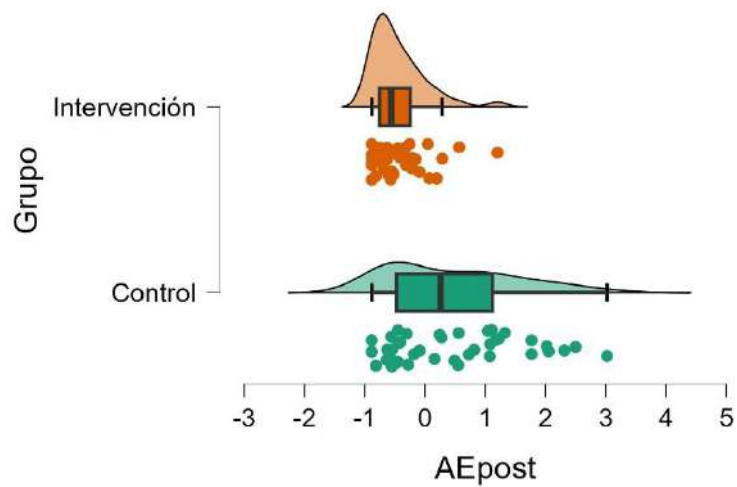 Intervención
Grupo
Control
-3 -2 -1 0 1 2 3 4 5
AEpost